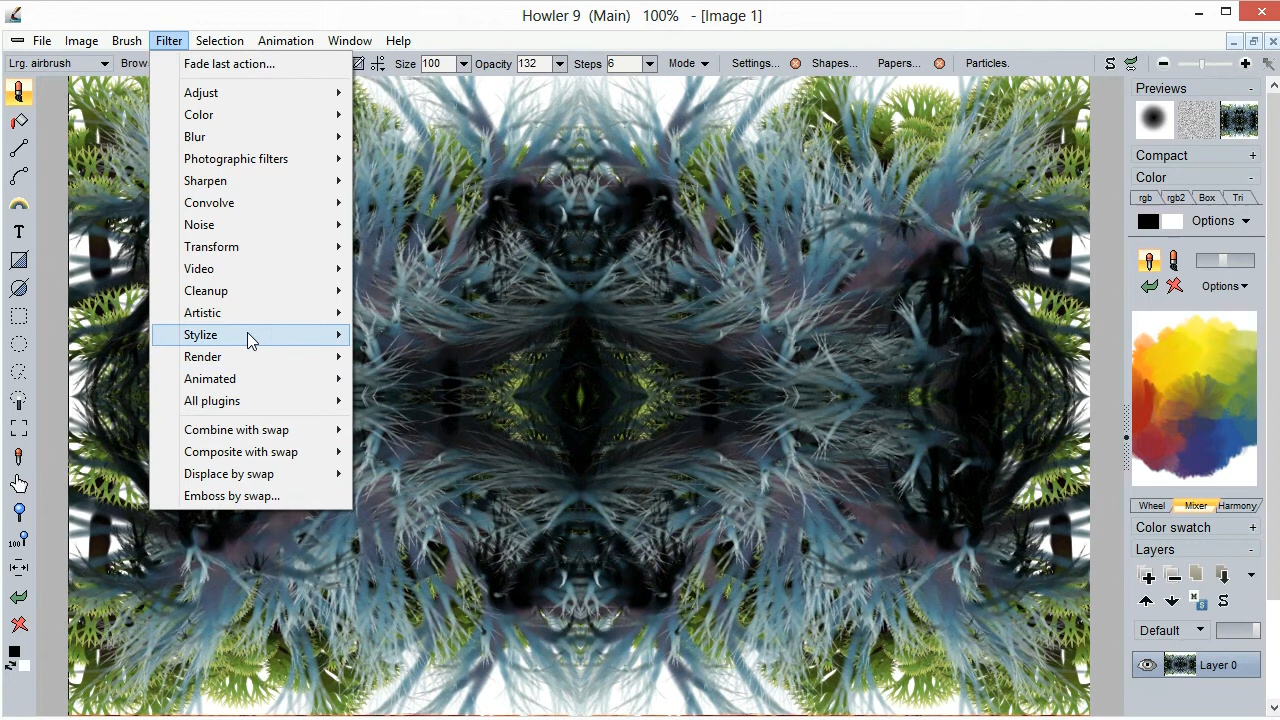 Howler 9 (Main) 100% - [Image 1]
File Image Brush Filter Selection Animation Window Help
Lrg. airbrush Brow Size 100 Opacity 132 Steps 6 Mode Settings... Shapes... Papers... Particles.
Fade last action...
Adjust
Color
Blur
Photographic filters
Sharpen
Convolve
Noise
Transform
Video
Cleanup
Artistic
Stylize
Render
Animated
All plugins
Combine with swap
Composite with swap
Displace by swap
Emboss by swap...
Previews -
Compact +
Color -
rgb rgb2 Box Tri
Options
Options
Wheel Mixer Harmony
Color swatch +
Layers -
Default
Layer 0